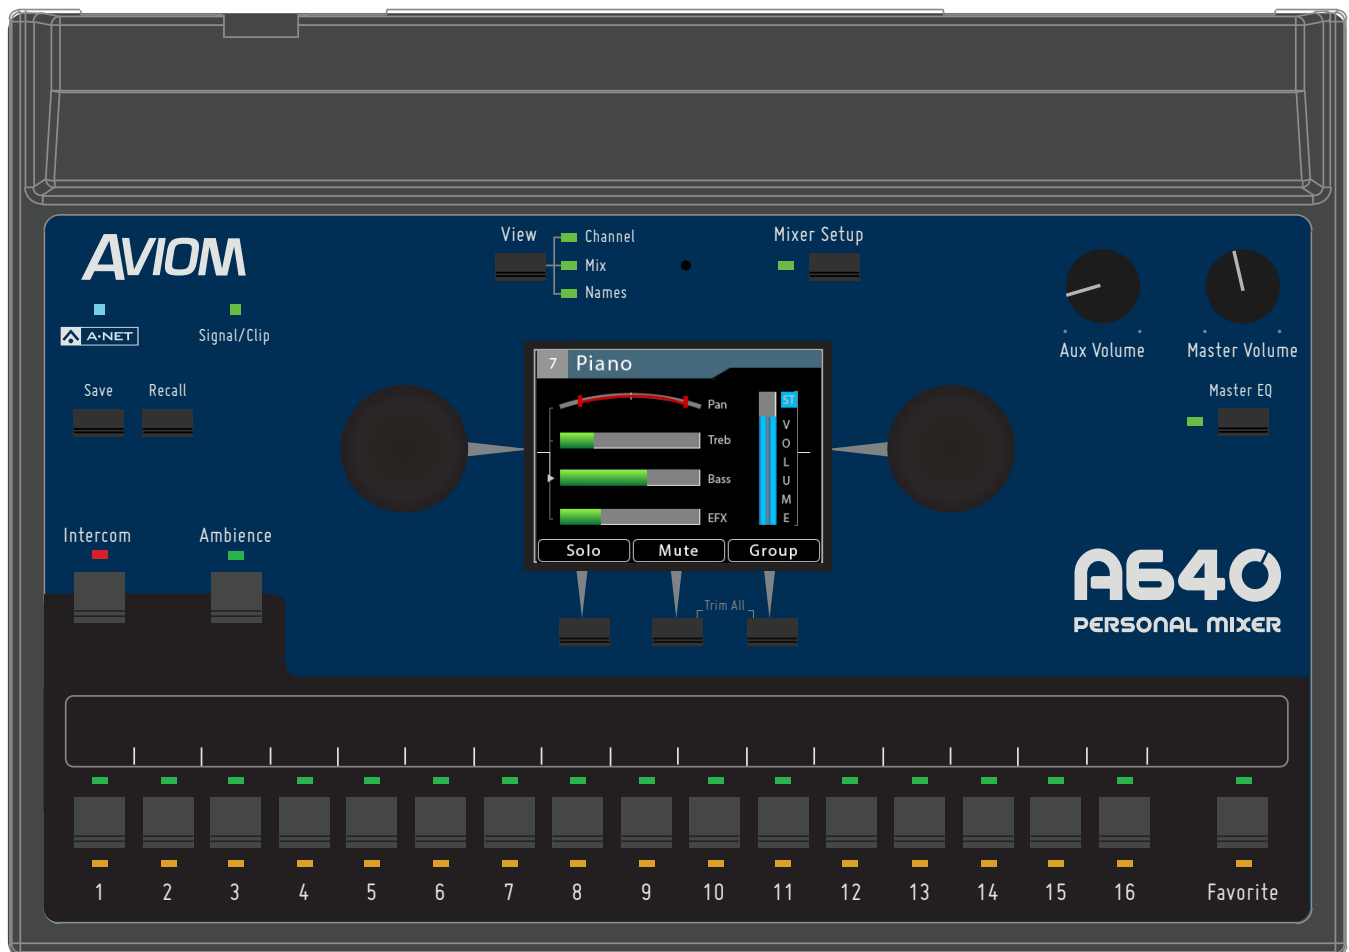 AVIOM
A-NET
Signal/Clip
View
Channel
Mix
Names
Mixer Setup
Aux Volume
Master Volume
Master EQ
Save
Recall
7 Piano
Pan
Treb
Bass
EFX
ST
VOLUME
Solo
Mute
Group
Trim All
Intercom
Ambience
A640
PERSONAL MIXER
1 2 3 4 5 6 7 8 9 10 11 12 13 14 15 16 Favorite